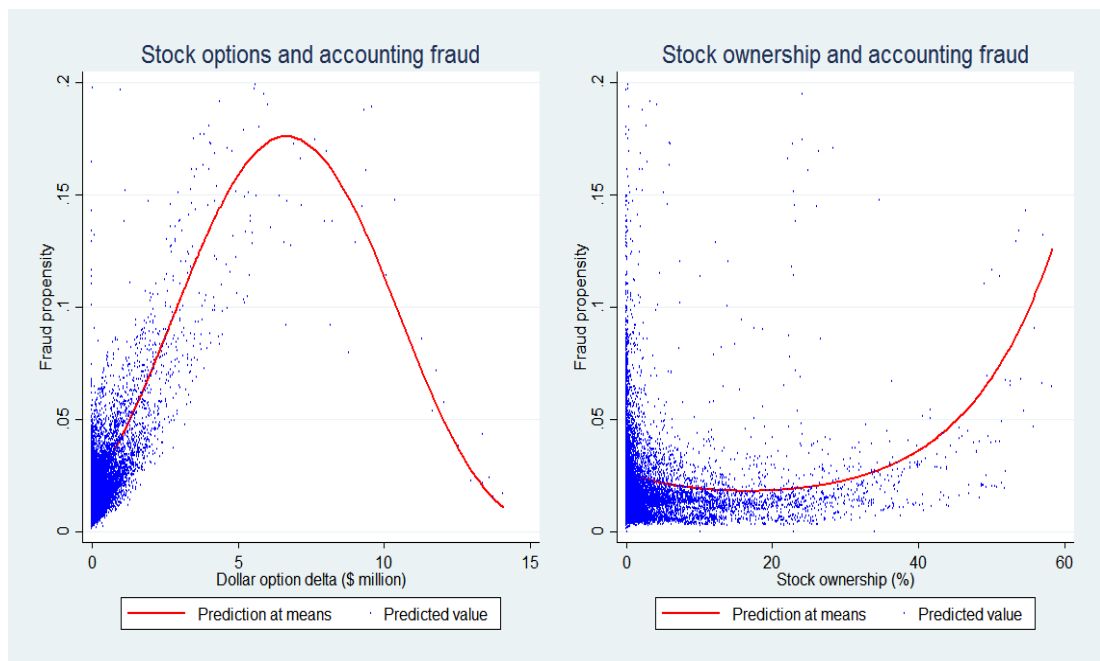 Stock options and accounting fraud
Fraud propensity
.2
.15
.1
.05
0
0 5 10 15
Dollar option delta ($ million)
Prediction at means Predicted value
Stock ownership and accounting fraud
Fraud propensity
.2
.15
.1
.05
0
0 20 40 60
Stock ownership (%)
Prediction at means Predicted value